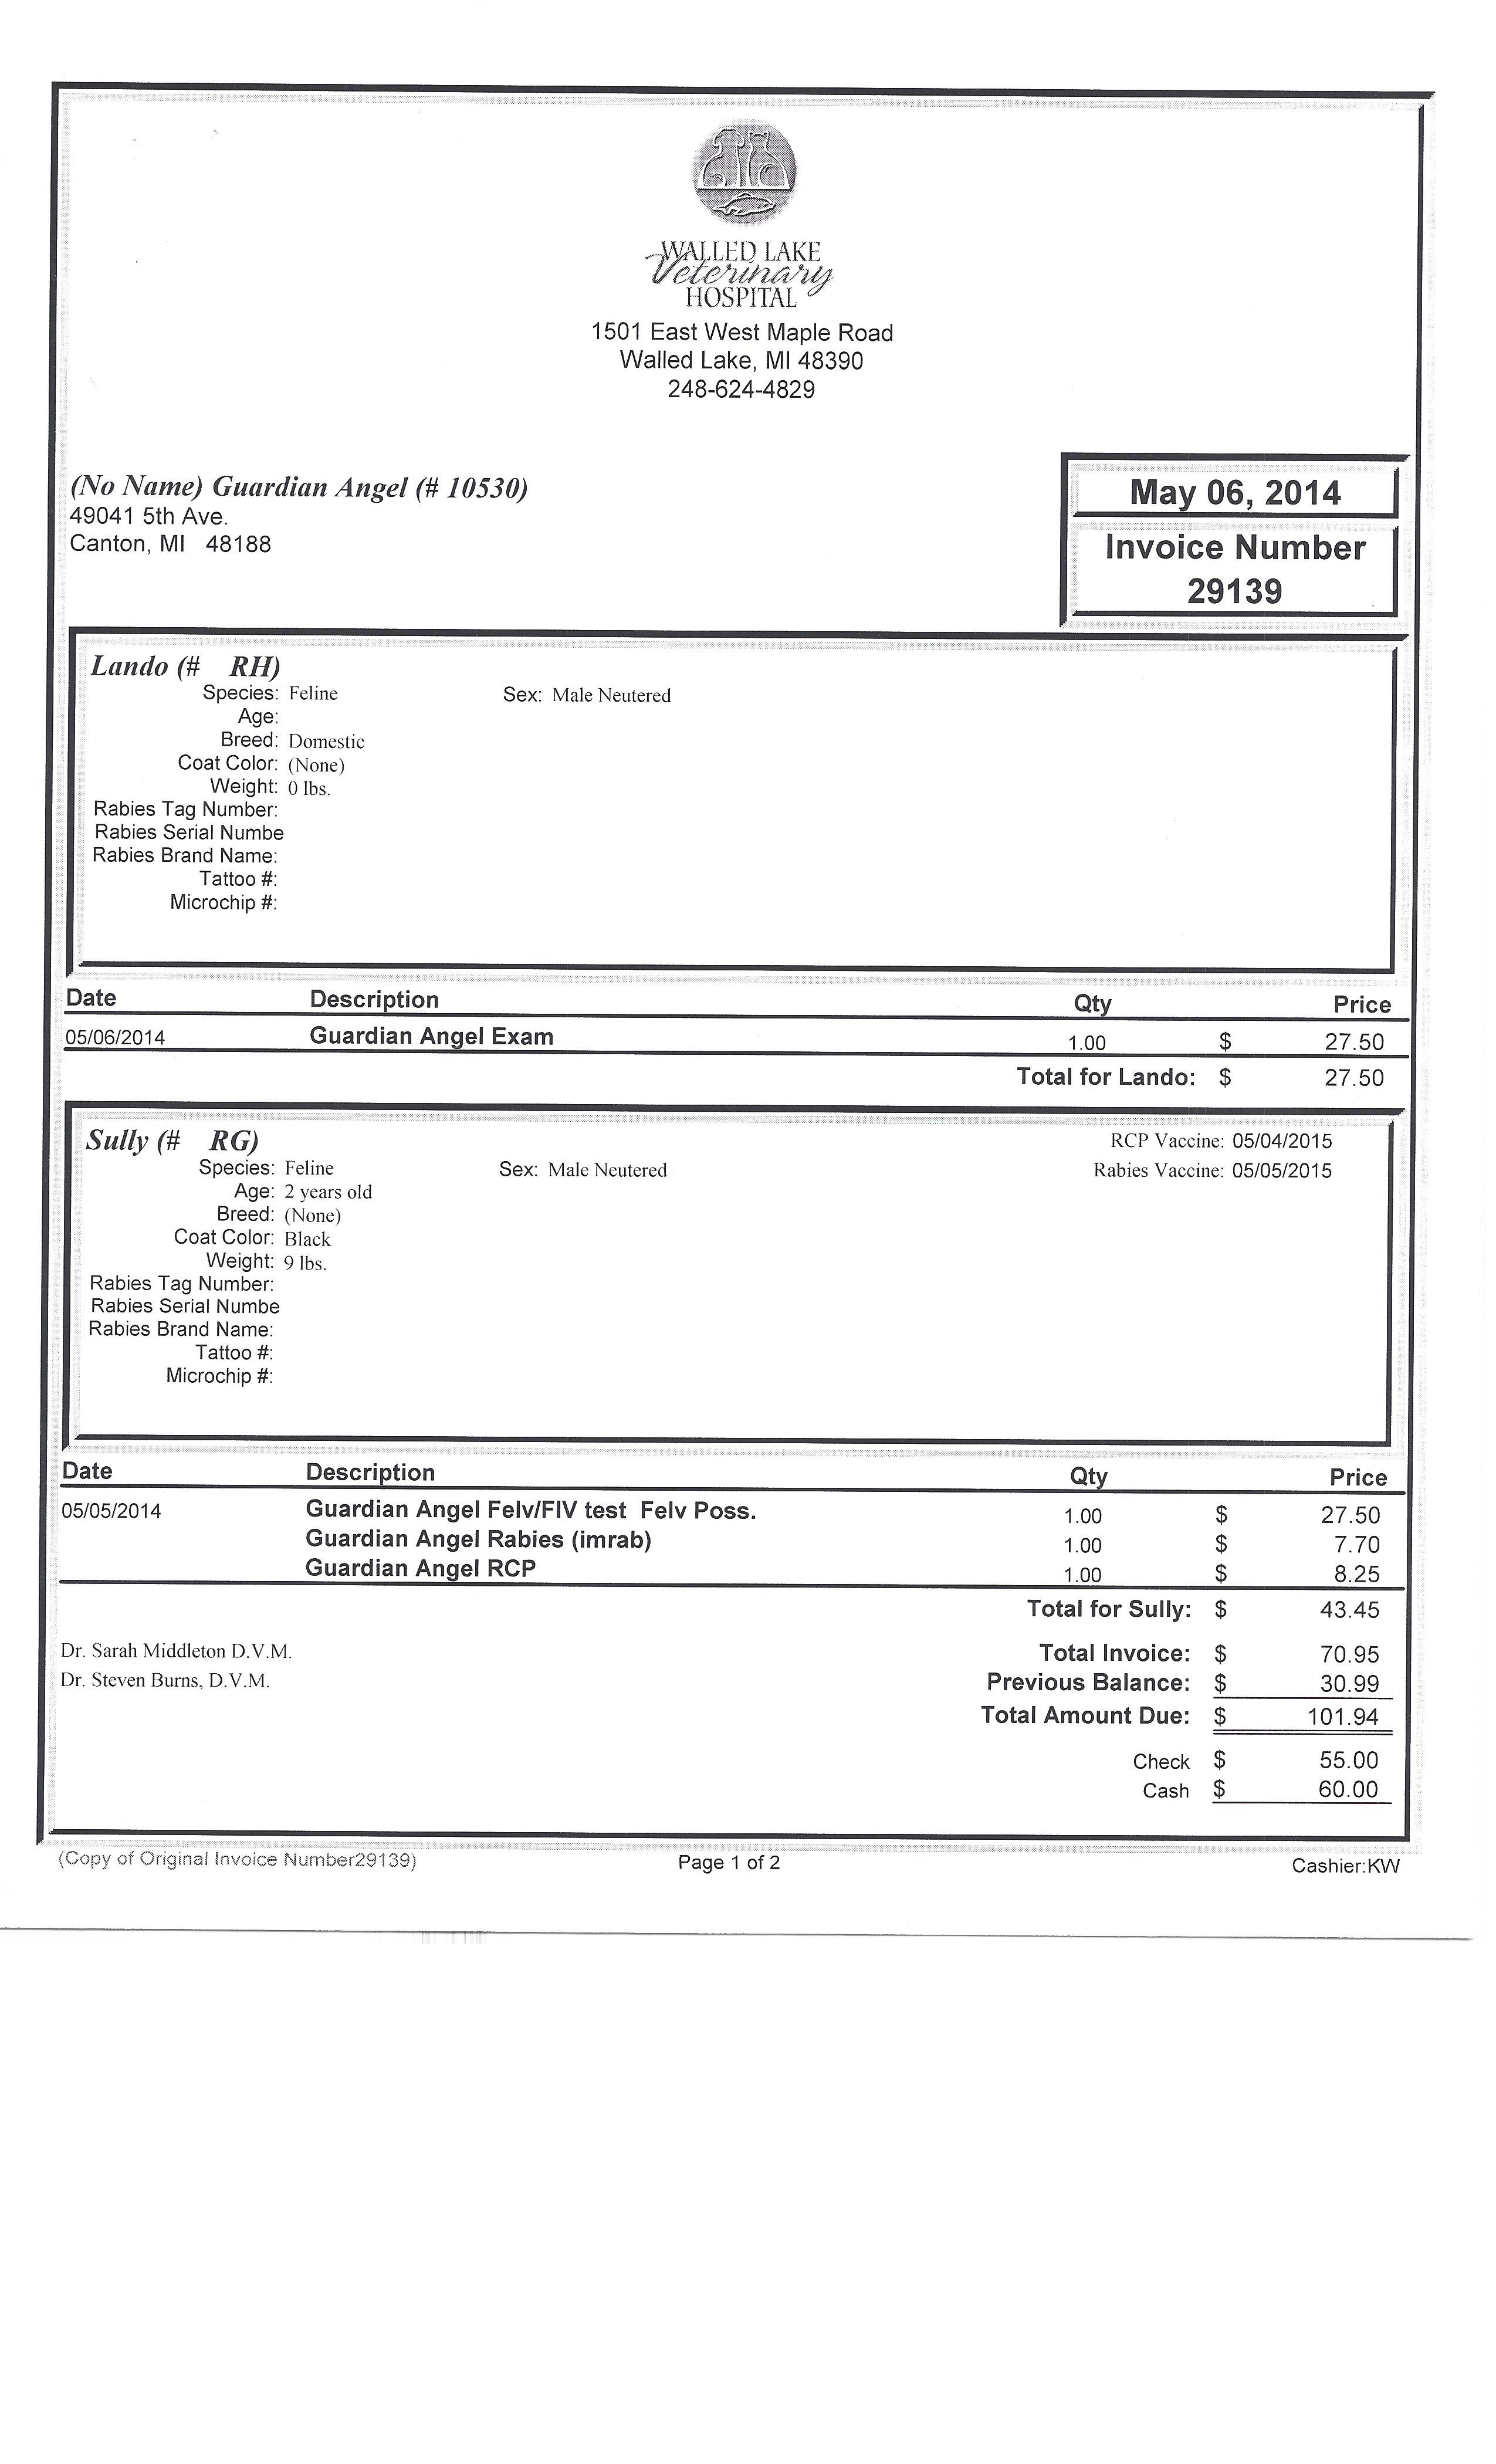 WALLED LAKE
Veterinary
HOSPITAL
1501 East West Maple Road
Walled Lake, MI 48390
248-624-4829
(No Name) Guardian Angel (# 10530)
49041 5th Ave.
Canton, MI 48188
May 06, 2014
Invoice Number
29139
Lando (# RH)
Species: Feline Sex: Male Neutered
Age:
Breed: Domestic
Coat Color: (None)
Weight: 0 lbs.
Rabies Tag Number:
Rabies Serial Numbe
Rabies Brand Name:
Tattoo #:
Microchip #:
Date Description Qty Price
05/06/2014 Guardian Angel Exam 1.00 $ 27.50
Total for Lando: $ 27.50
Sully (# RG) RCP Vaccine: 05/04/2015
Species: Feline Sex: Male Neutered Rabies Vaccine: 05/05/2015
Age: 2 years old
Breed: (None)
Coat Color: Black
Weight: 9 lbs.
Rabies Tag Number:
Rabies Serial Numbe
Rabies Brand Name:
Tattoo #:
Microchip #:
Date Description Qty Price
05/05/2014 Guardian Angel Felv/FIV test Felv Poss. 1.00 $ 27.50
Guardian Angel Rabies (imrab) 1.00 $ 7.70
Guardian Angel RCP 1.00 $ 8.25
Total for Sully: $ 43.45
Dr. Sarah Middleton D.V.M. Total Invoice: $ 70.95
Dr. Steven Burns, D.V.M. Previous Balance: $ 30.99
Total Amount Due: $ 101.94
Check $ 55.00
Cash $ 60.00
(Copy of Original Invoice Number29139) Page 1 of 2 Cashier:KW